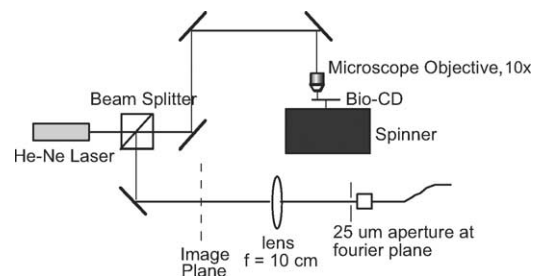 Microscope Objective,10x
Beam Splitter
Bio-CD
Spinner
He-Ne Laser
Image
Plane
lens
f = 10 cm
25 um aperture at
fourier plane